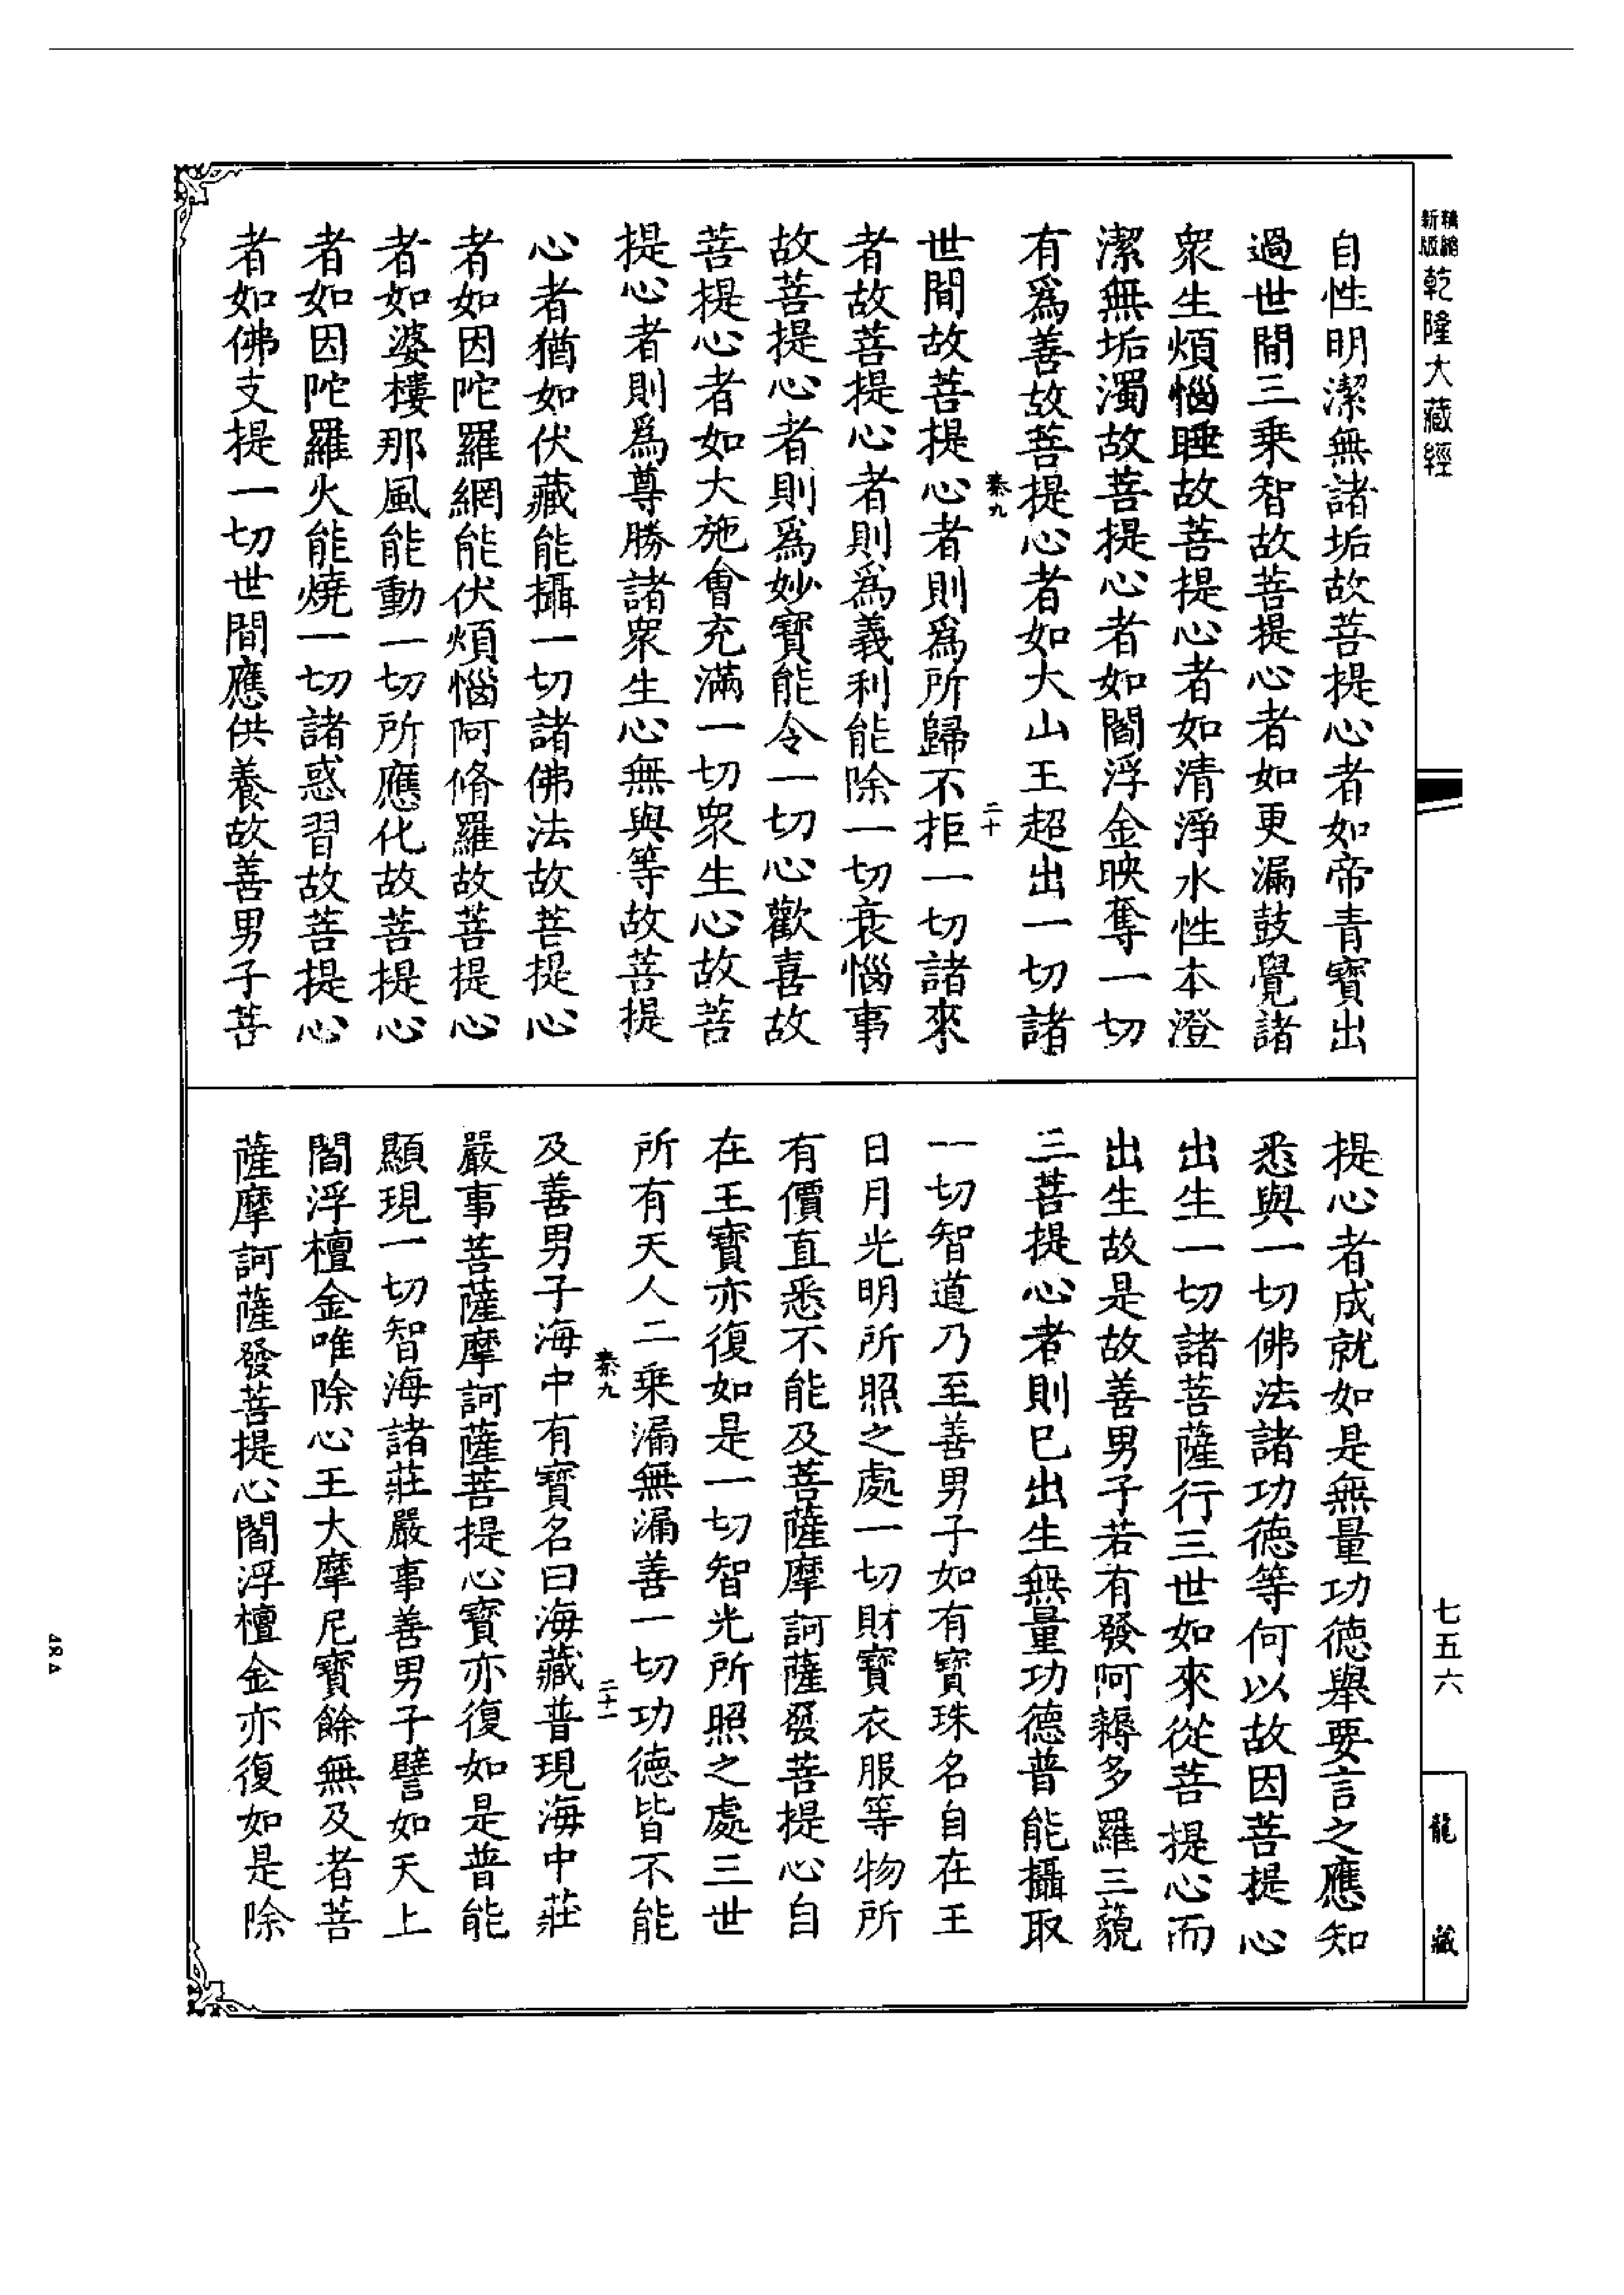 精縮新版乾隆大藏經
七五六
龍藏
自性明潔無諸垢故菩提心者如帝青寶出
過世間三乘智故菩提心者如更漏鼓覺諸
衆生煩惱睡故菩提心者如清淨水性本澄
潔無垢濁故菩提心者如閻浮金映奪一切
有爲善故菩提心者如大山王超出一切諸
秦九
二十
世間故菩提心者則爲所歸不拒一切諸來
者故菩提心者則爲義利能除一切衰惱事
故菩提心者則爲妙寶能令一切心歡喜故
菩提心者如大施會充滿一切衆生心故菩
提心者則爲尊勝諸衆生心無與等故菩提
心者猶如伏藏能攝一切諸佛法故菩提心
者如因陀羅網能伏煩惱阿脩羅故菩提心
者如婆樓那風能動一切所應化故菩提心
者如因陀羅火能燒一切諸惑習故菩提心
者如佛支提一切世間應供養故善男子菩
提心者成就如是無量功德舉要言之應知
悉與一切佛法諸功德等何以故因菩提心
出生一切諸菩薩行三世如來從菩提心而
出生故是故善男子若有發阿耨多羅三藐
三菩提心者則已出生無量功德普能攝取
一切智道乃至善男子如有寶珠名自在王
日月光明所照之處一切財寶衣服等物所
有價直悉不能及菩薩摩訶薩發菩提心自
在王寶亦復如是一切智光所照之處三世
所有天人二乘漏無漏善一切功德皆不能
秦九
二十一
及善男子海中有寶名曰海藏普現海中莊
嚴事菩薩摩訶薩菩提心寶亦復如是普能
顯現一切智海諸莊嚴事善男子譬如天上
閻浮檀金唯除心王大摩尼寶餘無及者菩
薩摩訶薩發菩提心閻浮檀金亦復如是除